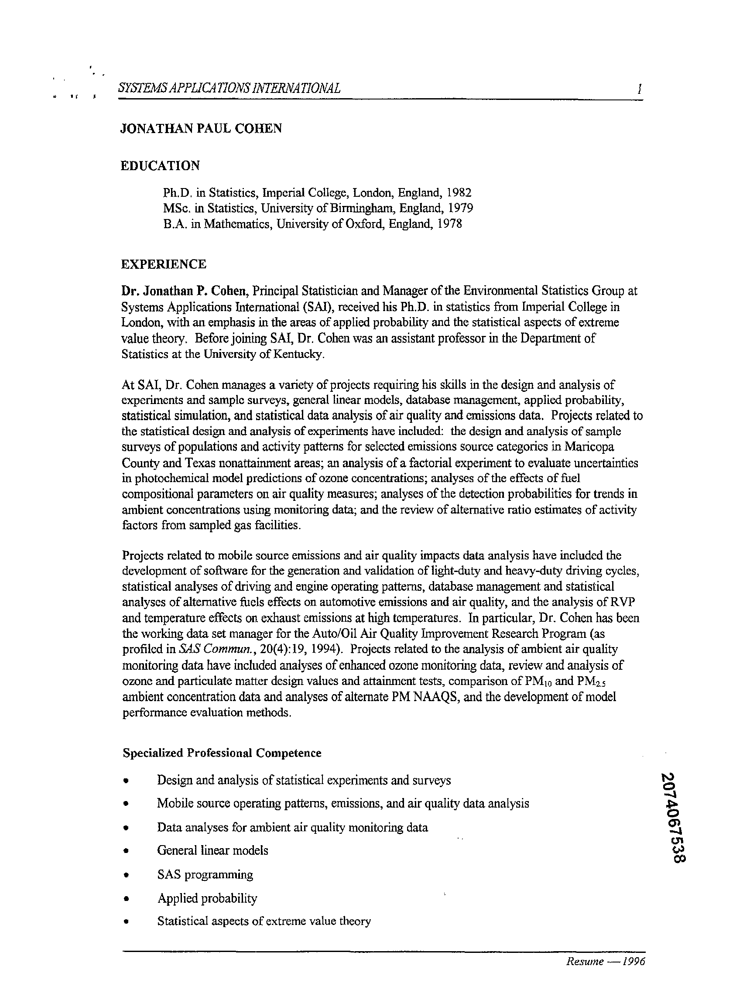 SYSTEMS APPLICATIONS INTERNATIONAL 1
JONATHAN PAUL COHEN
EDUCATION
Ph.D. in Statistics, Imperial College, London, England, 1982
MSc. in Statistics, University of Birmingham, England, 1979
B.A. in Mathematics, University of Oxford, England, 1978
EXPERIENCE
Dr. Jonathan P. Cohen, Principal Statistician and Manager of the Environmental Statistics Group at
Systems Applications International (SAI), received his Ph.D. in statistics from Imperial College in
London, with an emphasis in the areas of applied probability and the statistical aspects of extreme
value theory. Before joining SAI, Dr. Cohen was an assistant professor in the Department of
Statistics at the University of Kentucky.
At SAI, Dr. Cohen manages a variety of projects requiring his skills in the design and analysis of
experiments and sample surveys, general linear models, database management, applied probability,
statistical simulation, and statistical data analysis of air quality and emissions data. Projects related to
the statistical design and analysis of experiments have included: the design and analysis of sample
surveys of populations and activity patterns for selected emissions source categories in Maricopa
County and Texas nonattainment areas; an analysis of a factorial experiment to evaluate uncertainties
in photochemical model predictions of ozone concentrations; analyses of the effects of fuel
compositional parameters on air quality measures; analyses of the detection probabilities for trends in
ambient concentrations using monitoring data; and the review of alternative ratio estimates of activity
factors from sampled gas facilities.
Projects related to mobile source emissions and air quality impacts data analysis have included the
development of software for the generation and validation of light-duty and heavy-duty driving cycles,
statistical analyses of driving and engine operating patterns, database management and statistical
analyses of alternative fuels effects on automotive emissions and air quality, and the analysis of RVP
and temperature effects on exhaust emissions at high temperatures. In particular, Dr. Cohen has been
the working data set manager for the Auto/Oil Air Quality Improvement Research Program (as
profiled in SAS Commun., 20(4):19, 1994). Projects related to the analysis of ambient air quality
monitoring data have included analyses of enhanced ozone monitoring data, review and analysis of
ozone and particulate matter design values and attainment tests, comparison of PM10 and PM2.5
ambient concentration data and analyses of alternate PM NAAQS, and the development of model
performance evaluation methods.
Specialized Professional Competence
• Design and analysis of statistical experiments and surveys
• Mobile source operating patterns, emissions, and air quality data analysis
• Data analyses for ambient air quality monitoring data
• General linear models
• SAS programming
• Applied probability
• Statistical aspects of extreme value theory
2074067538
Resume — 1996